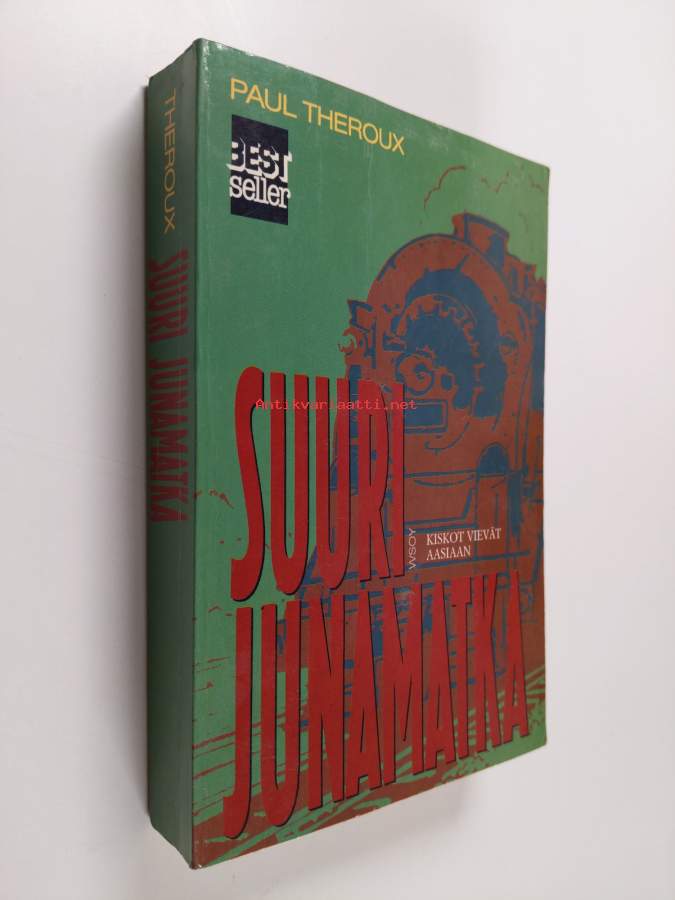 THEROUX SUURI JUNAMATKA
PAUL THEROUX
BEST
seller
Antikvariaatti.net
SUURI
WSOY
KISKOT VIEVÄT
AASIAAN
JUNAMATKA